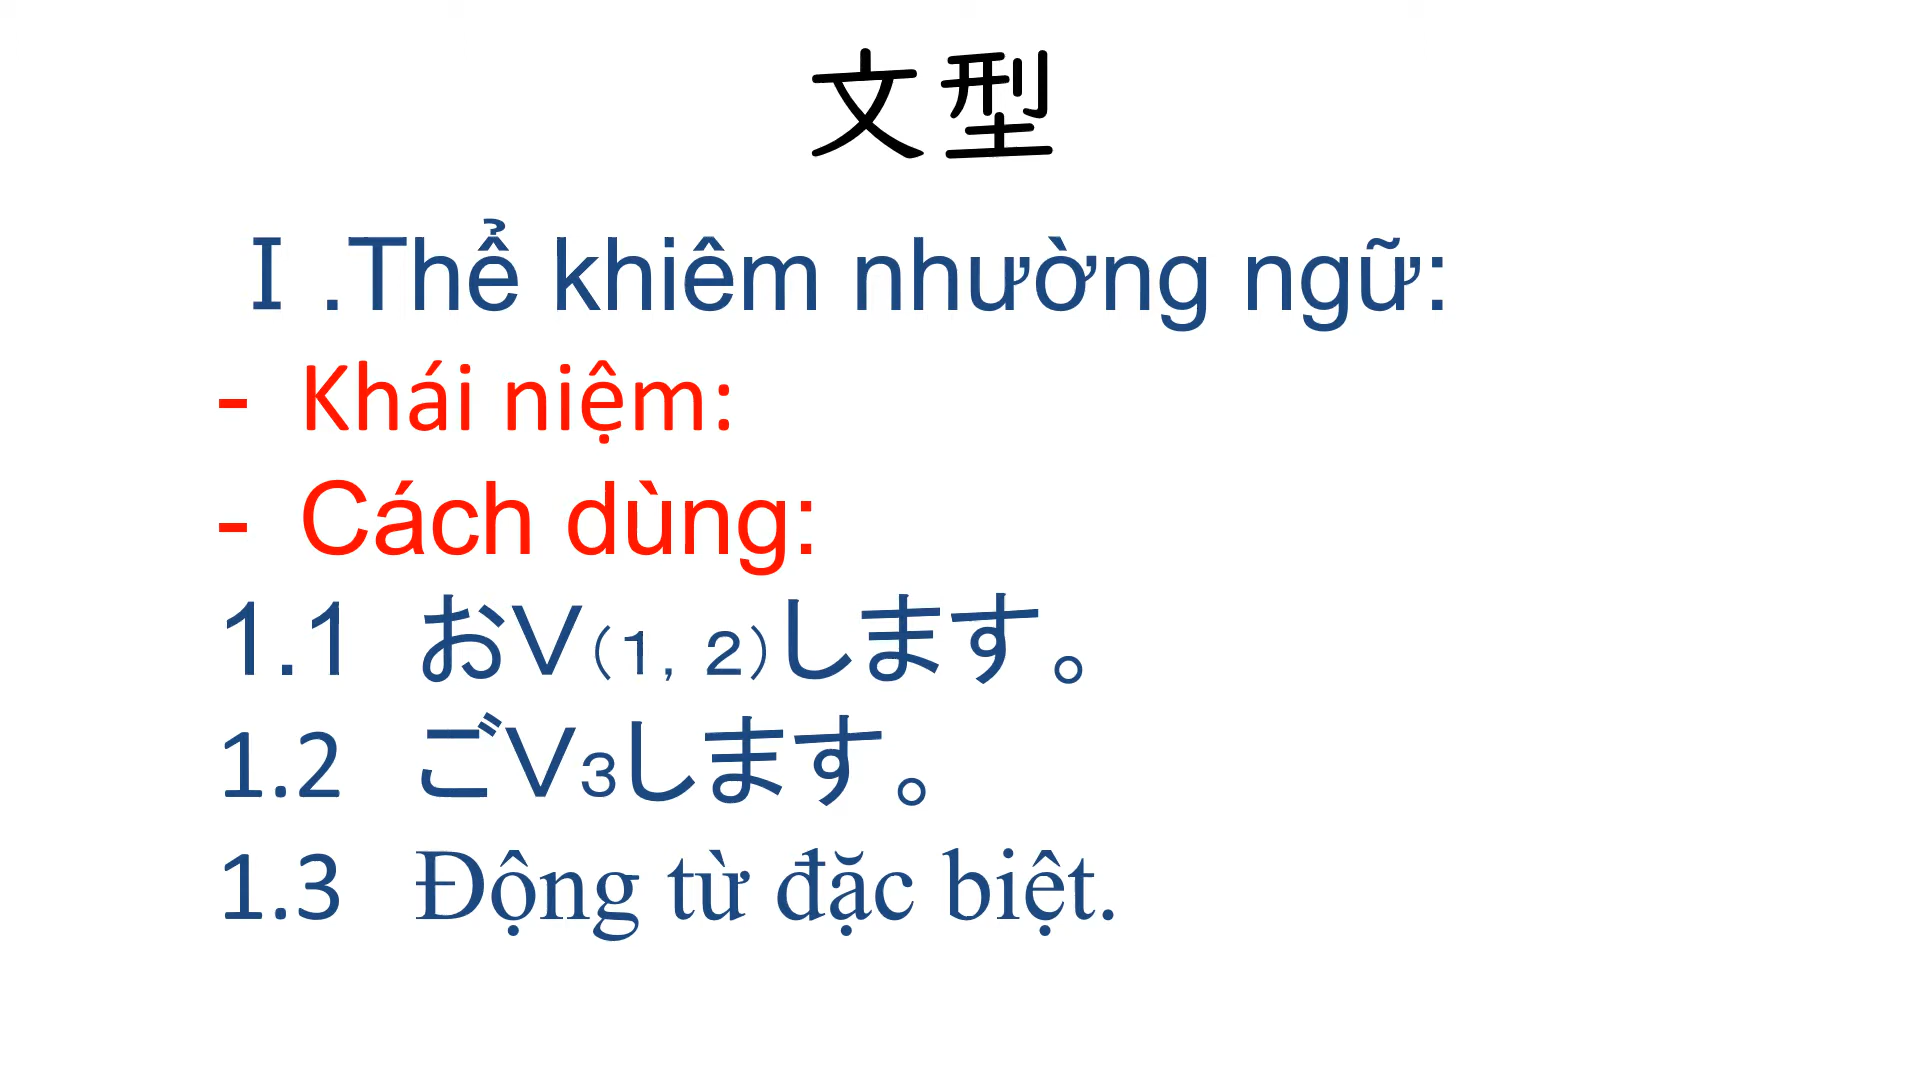 文型
Ⅰ.Thể khiêm nhường ngữ:
- Khái niệm:
- Cách dùng:
1.1 おV(1, 2)します。
1.2 ごV3します。
1.3 Động từ đặc biệt.